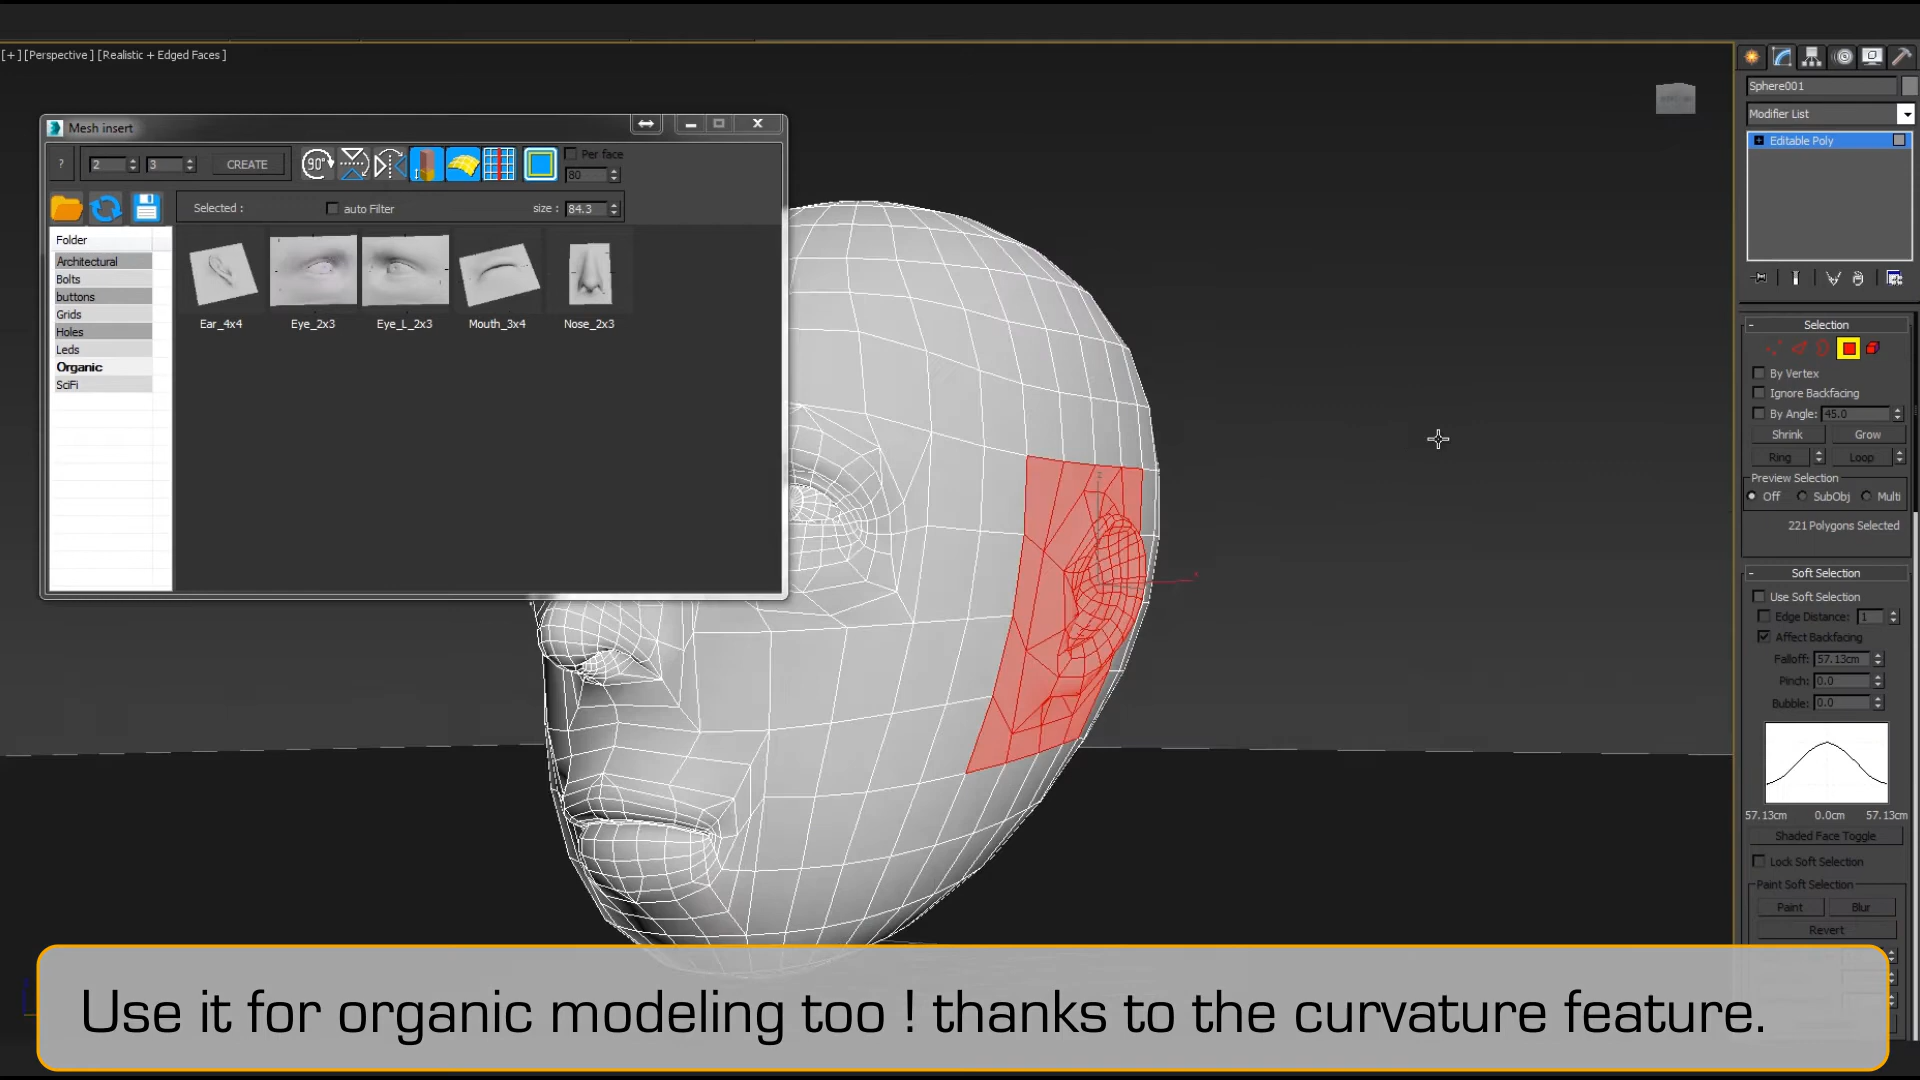 [+] [Perspective] [Realistic + Edged Faces]
Mesh insert
?
2
3
CREATE
90°
Per face
80
Selected :
auto Filter
size :
84.3
Folder
Architectural
Bolts
buttons
Grids
Holes
Leds
Organic
SciFi
Ear_4x4
Eye_2x3
Eye_L_2x3
Mouth_3x4
Nose_2x3
Sphere001
Modifier List
Editable Poly
Selection
By Vertex
Ignore Backfacing
By Angle:
45.0
Shrink
Grow
Ring
Loop
Preview Selection
Off
SubObj
Multi
221 Polygons Selected
Soft Selection
Use Soft Selection
Edge Distance:
1
Affect Backfacing
Falloff:
57.13cm
Pinch:
0.0
Bubble:
0.0
57.13cm
0.0cm
57.13cm
Shaded Face Toggle
Lock Soft Selection
Paint Soft Selection
Paint
Blur
Revert
Use it for organic modeling too ! thanks to the curvature feature.